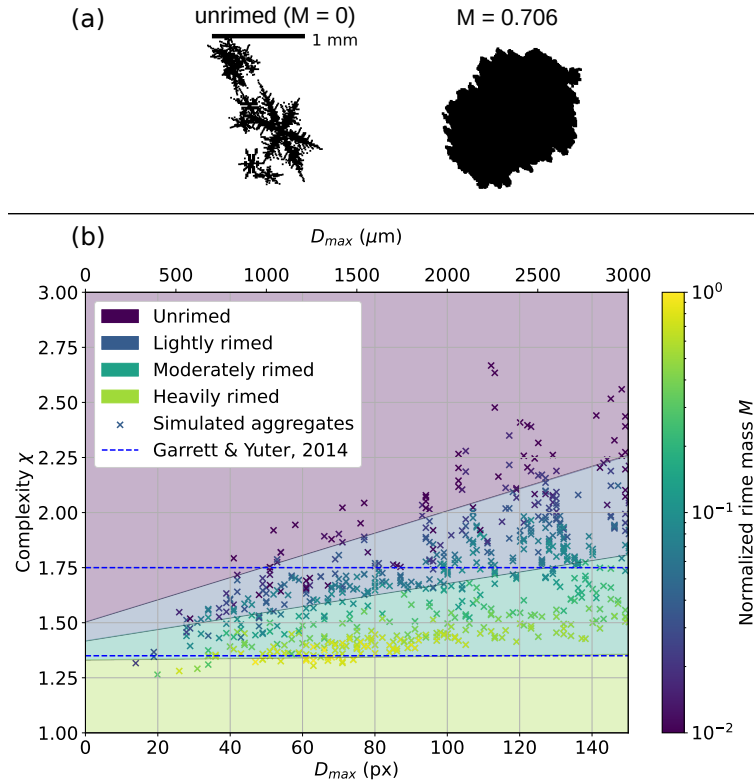 (a)
unrimed (M = 0)
M = 0.706
1 mm
(b)
D_max (μm)
0 500 1000 1500 2000 2500 3000
3.00
2.75
2.50
2.25
2.00
1.75
1.50
1.25
1.00
Complexity χ
Unrimed
Lightly rimed
Moderately rimed
Heavily rimed
Simulated aggregates
Garrett & Yuter, 2014
0 20 40 60 80 100 120 140
D_max (px)
10^0
10^-1
10^-2
Normalized rime mass M